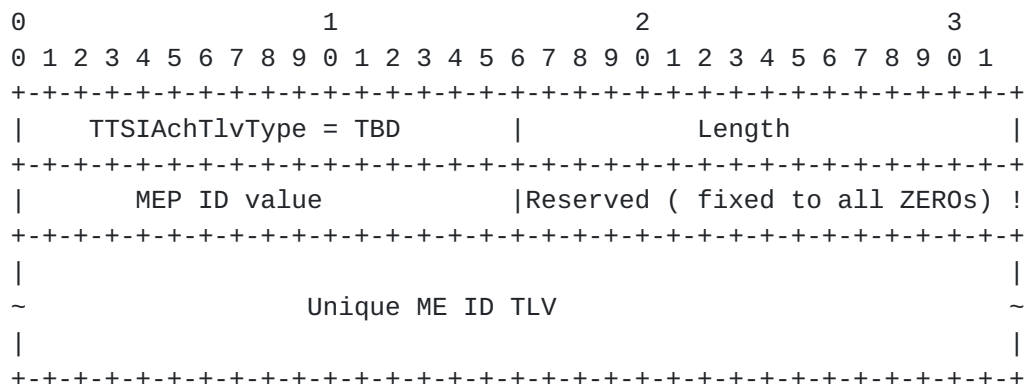 0                   1                   2                   3
0 1 2 3 4 5 6 7 8 9 0 1 2 3 4 5 6 7 8 9 0 1 2 3 4 5 6 7 8 9 0 1
+-+-+-+-+-+-+-+-+-+-+-+-+-+-+-+-+-+-+-+-+-+-+-+-+-+-+-+-+-+-+-+-+
|    TTSIAchTlvType = TBD       |           Length              |
+-+-+-+-+-+-+-+-+-+-+-+-+-+-+-+-+-+-+-+-+-+-+-+-+-+-+-+-+-+-+-+-+
|       MEP ID value            |Reserved ( fixed to all ZEROs) !
+-+-+-+-+-+-+-+-+-+-+-+-+-+-+-+-+-+-+-+-+-+-+-+-+-+-+-+-+-+-+-+-+
|                                                               |
~                  Unique ME ID TLV                             ~
|                                                               |
+-+-+-+-+-+-+-+-+-+-+-+-+-+-+-+-+-+-+-+-+-+-+-+-+-+-+-+-+-+-+-+-+